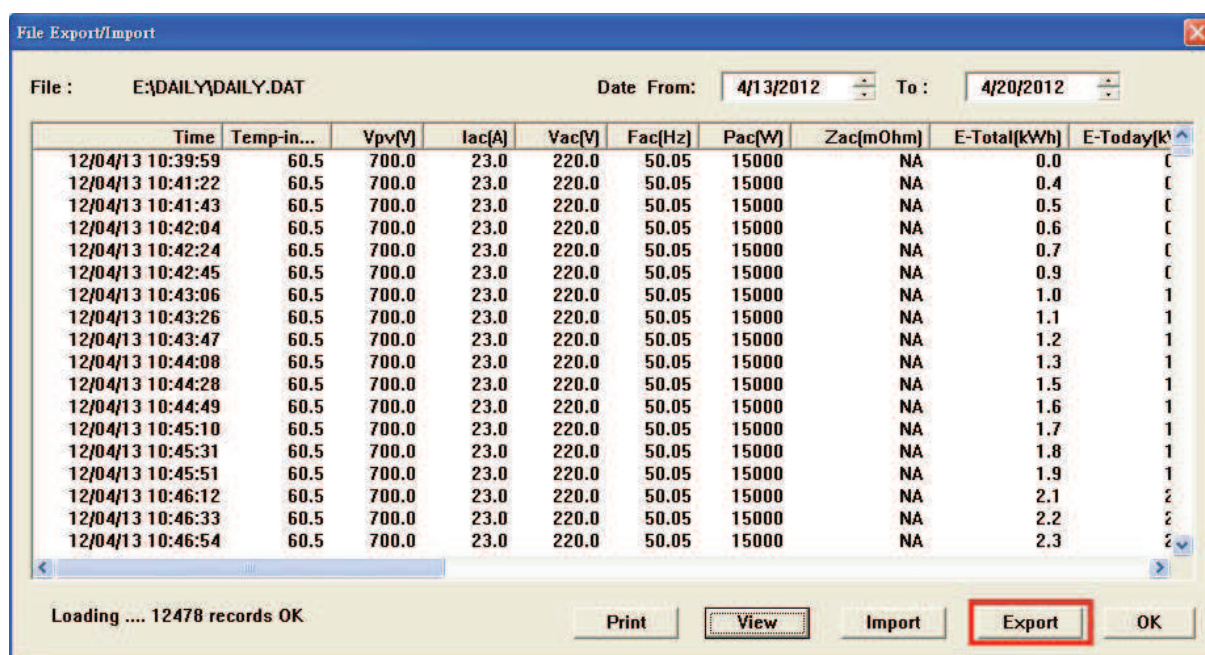 File Export/Import
File : E:\DAILY\DAILY.DAT Date From: 4/13/2012 To : 4/20/2012
Time Temp-in... Vpv(V) Iac(A) Vac(V) Fac(Hz) Pac(W) Zac(mOhm) E-Total(kWh) E-Today(k
12/04/13 10:39:59 60.5 700.0 23.0 220.0 50.05 15000 NA 0.0
12/04/13 10:41:22 60.5 700.0 23.0 220.0 50.05 15000 NA 0.4
12/04/13 10:41:43 60.5 700.0 23.0 220.0 50.05 15000 NA 0.5
12/04/13 10:42:04 60.5 700.0 23.0 220.0 50.05 15000 NA 0.6
12/04/13 10:42:24 60.5 700.0 23.0 220.0 50.05 15000 NA 0.7
12/04/13 10:42:45 60.5 700.0 23.0 220.0 50.05 15000 NA 0.9
12/04/13 10:43:06 60.5 700.0 23.0 220.0 50.05 15000 NA 1.0 1
12/04/13 10:43:26 60.5 700.0 23.0 220.0 50.05 15000 NA 1.1 1
12/04/13 10:43:47 60.5 700.0 23.0 220.0 50.05 15000 NA 1.2 1
12/04/13 10:44:08 60.5 700.0 23.0 220.0 50.05 15000 NA 1.3 1
12/04/13 10:44:28 60.5 700.0 23.0 220.0 50.05 15000 NA 1.5 1
12/04/13 10:44:49 60.5 700.0 23.0 220.0 50.05 15000 NA 1.6 1
12/04/13 10:45:10 60.5 700.0 23.0 220.0 50.05 15000 NA 1.7 1
12/04/13 10:45:31 60.5 700.0 23.0 220.0 50.05 15000 NA 1.8 1
12/04/13 10:45:51 60.5 700.0 23.0 220.0 50.05 15000 NA 1.9 1
12/04/13 10:46:12 60.5 700.0 23.0 220.0 50.05 15000 NA 2.1 2
12/04/13 10:46:33 60.5 700.0 23.0 220.0 50.05 15000 NA 2.2 2
12/04/13 10:46:54 60.5 700.0 23.0 220.0 50.05 15000 NA 2.3 2
Loading .... 12478 records OK Print View Import Export OK